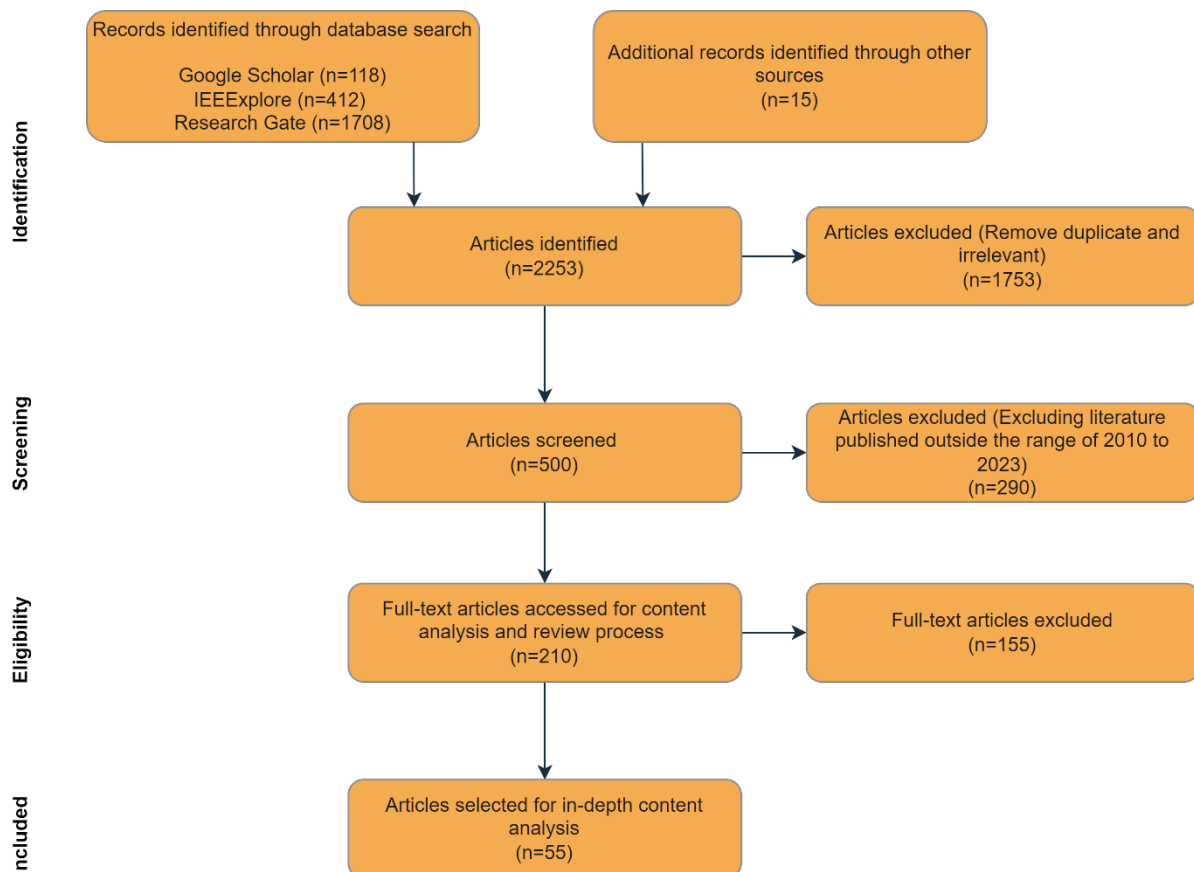 Records identified through database search
Google Scholar (n=118)
IEEExplore (n=412)
Research Gate (n=1708)
Additional records identified through other
sources
(n=15)
Identification
Articles identified
(n=2253)
Articles excluded (Remove duplicate and
irrelevant)
(n=1753)
Screening
Articles screened
(n=500)
Articles excluded (Excluding literature
published outside the range of 2010 to
2023)
(n=290)
Eligibility
Full-text articles accessed for content
analysis and review process
(n=210)
Full-text articles excluded
(n=155)
ncluded
Articles selected for in-depth content
analysis
(n=55)